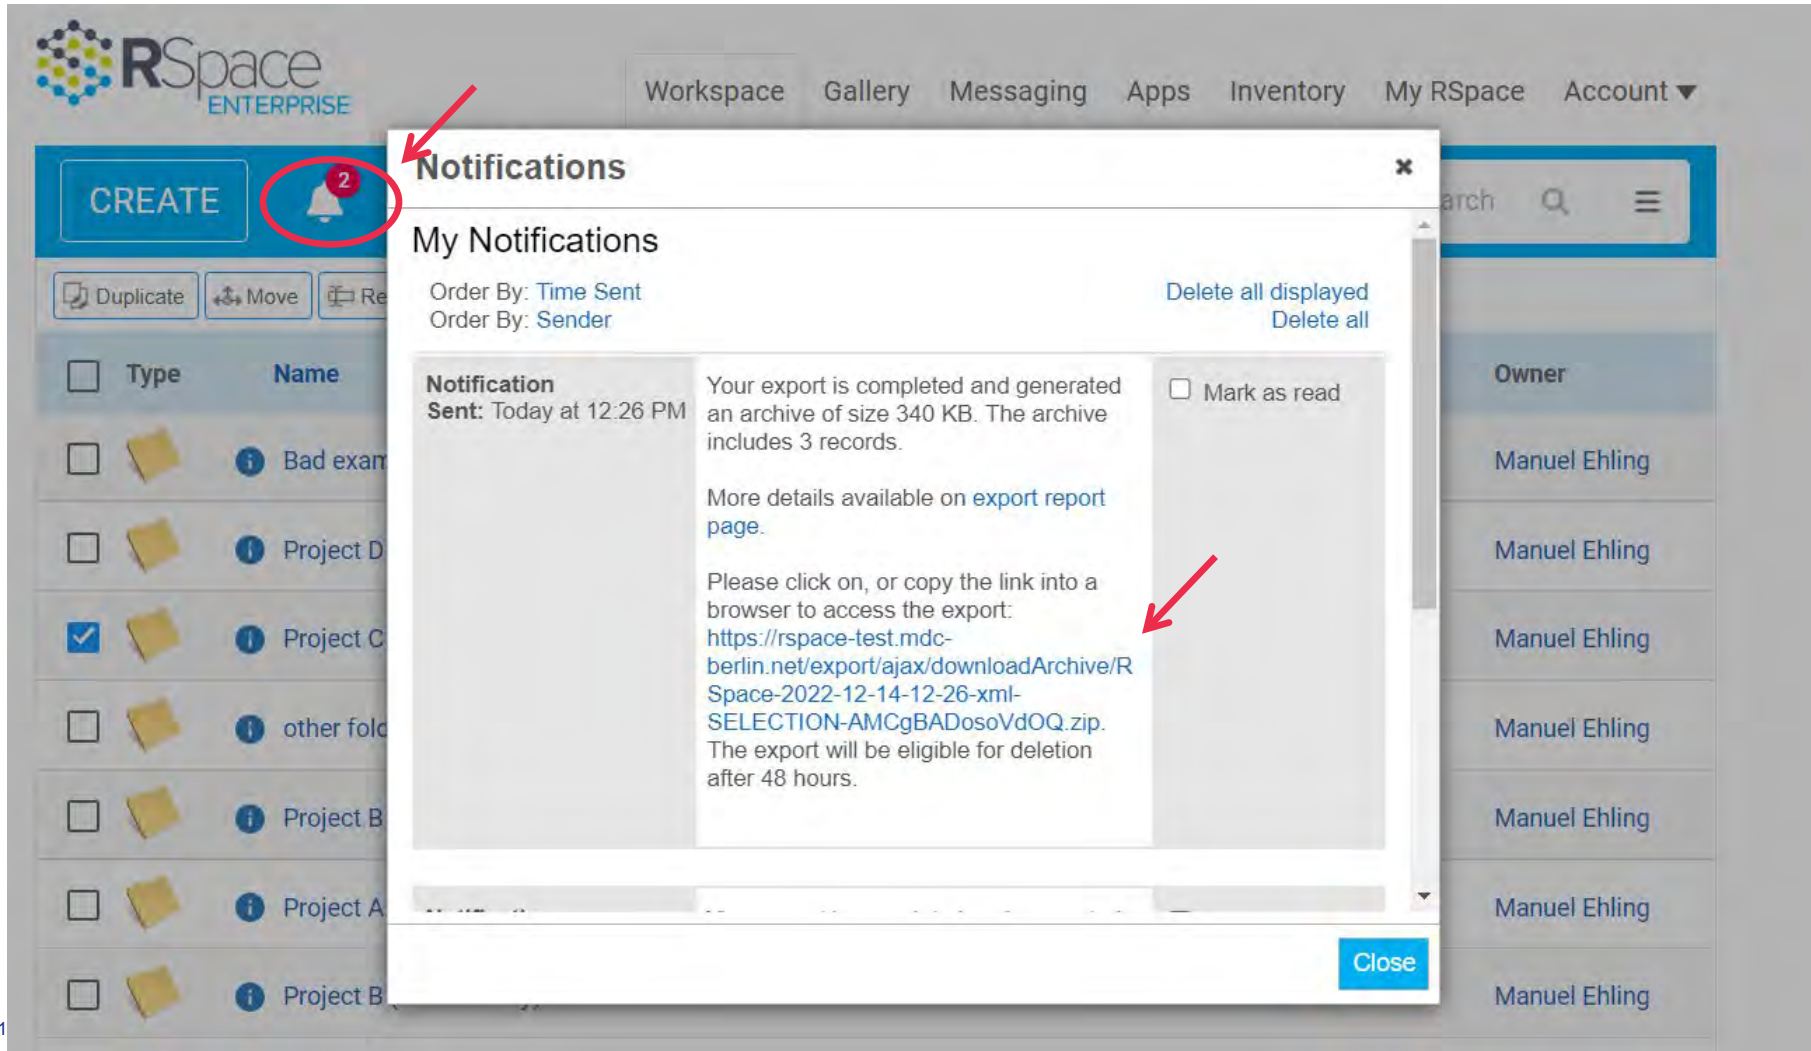 RSpace
ENTERPRISE
Workspace Gallery Messaging Apps Inventory My RSpace Account
CREATE
2
Notifications
arch
My Notifications
Order By: Time Sent
Order By: Sender
Delete all displayed
Delete all
Duplicate Move Re
Type Name Owner
Notification
Sent: Today at 12:26 PM
Your export is completed and generated
an archive of size 340 KB. The archive
includes 3 records.
More details available on export report
page.
Please click on, or copy the link into a
browser to access the export:
https://rspace-test.mdc-
berlin.net/export/ajax/downloadArchive/R
Space-2022-12-14-12-26-xml-
SELECTION-AMCgBADosoVdOQ.zip.
The export will be eligible for deletion
after 48 hours.
Mark as read
Bad exam Manuel Ehling
Project D Manuel Ehling
Project C Manuel Ehling
other fold Manuel Ehling
Project B Manuel Ehling
Project A Manuel Ehling
Project B Manuel Ehling
Close
1